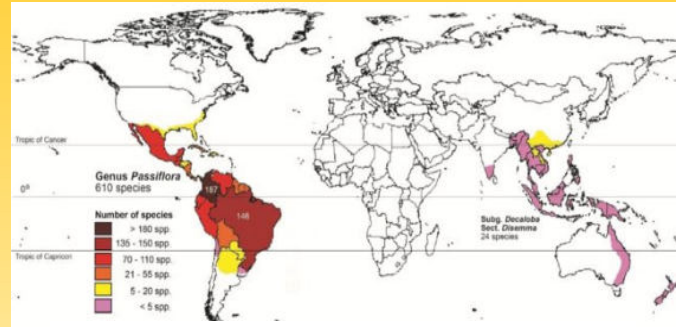 Tropic of Cancer
Genus Passiflora
610 species
0°
167
148
Number of species
> 180 spp.
135 - 150 spp.
70 - 110 spp.
21 - 55 spp.
5 - 20 spp.
< 5 spp.
Subg. Decaloba
Sect. Disemma
24 species
Tropic of Capricorn